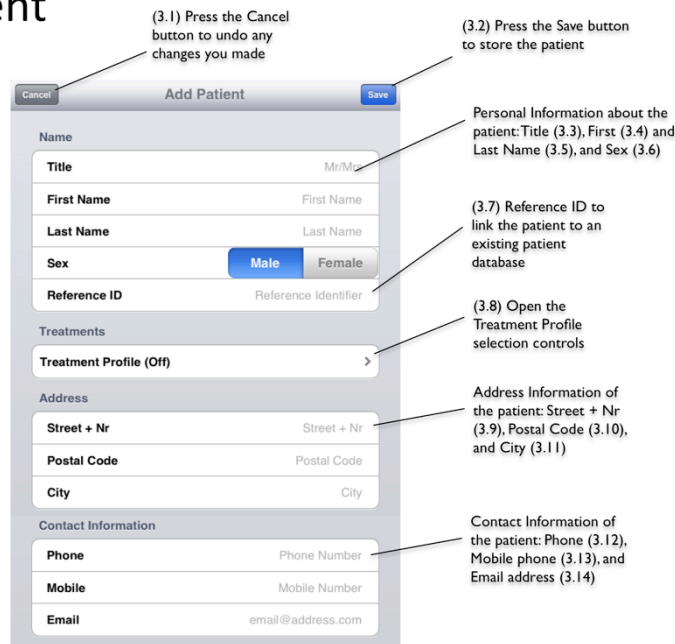 (3.1) Press the Cancel
button to undo any
changes you made
(3.2) Press the Save button
to store the patient
Cancel
Add Patient
Save
Personal Information about the
patient: Title (3.3), First (3.4) and
Last Name (3.5), and Sex (3.6)
Name
Title Mr/Mrs
First Name First Name
Last Name Last Name
Sex Male Female
Reference ID Reference Identifier
(3.7) Reference ID to
link the patient to an
existing patient
database
Treatments
Treatment Profile (Off)
(3.8) Open the
Treatment Profile
selection controls
Address
Street + Nr Street + Nr
Postal Code Postal Code
City City
Address Information of
the patient: Street + Nr
(3.9), Postal Code (3.10),
and City (3.11)
Contact Information
Phone Phone Number
Mobile Mobile Number
Email email@address.com
Contact Information of
the patient: Phone (3.12),
Mobile phone (3.13), and
Email address (3.14)